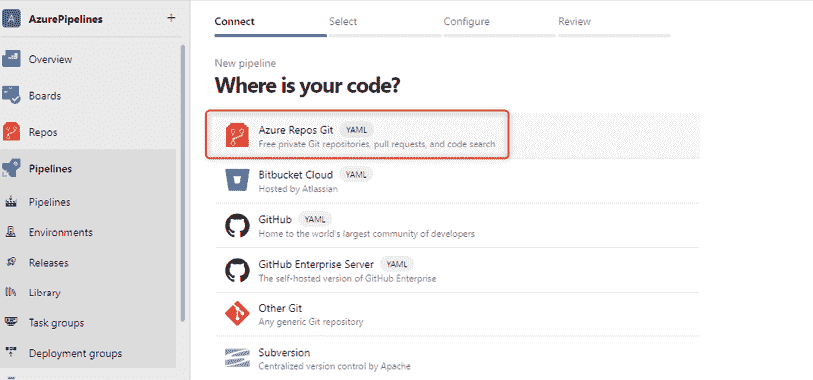 A AzurePipelines +
Overview
Boards
Repos
Pipelines
Pipelines
Environments
Releases
Library
Task groups
Deployment groups
Connect Select Configure Review
New pipeline
Where is your code?
Azure Repos Git YAML
Free private Git repositories, pull requests, and code search
Bitbucket Cloud YAML
Hosted by Atlassian
GitHub YAML
Home to the world's largest community of developers
GitHub Enterprise Server YAML
The self-hosted version of GitHub Enterprise
Other Git
Any generic Git repository
Subversion
Centralized version control by Apache